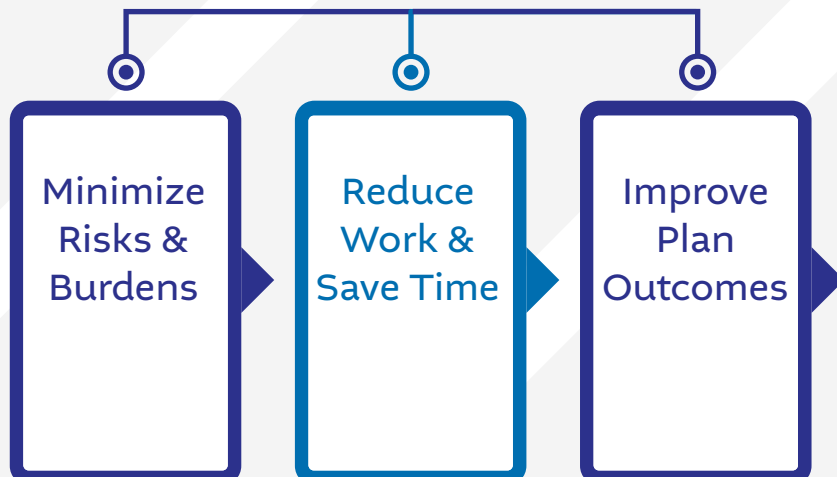 Minimize
Risks &
Burdens
Reduce
Work &
Save Time
Improve
Plan
Outcomes